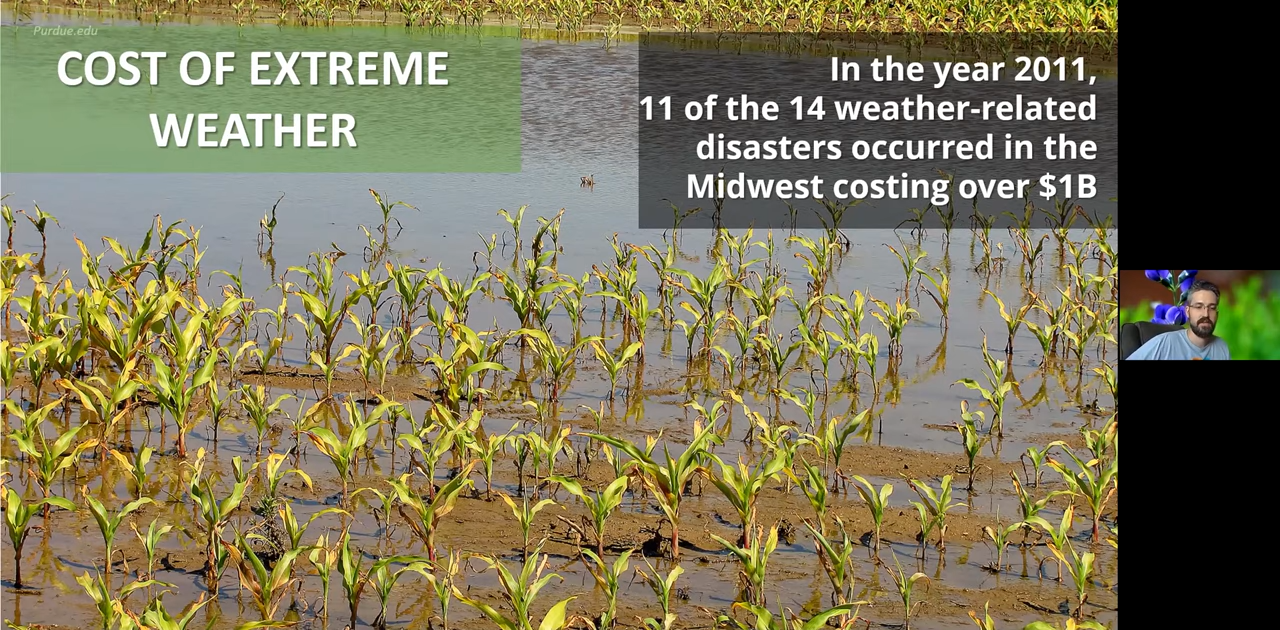 Purdue.edu
COST OF EXTREME
WEATHER
In the year 2011,
11 of the 14 weather-related
disasters occurred in the
Midwest costing over $1B